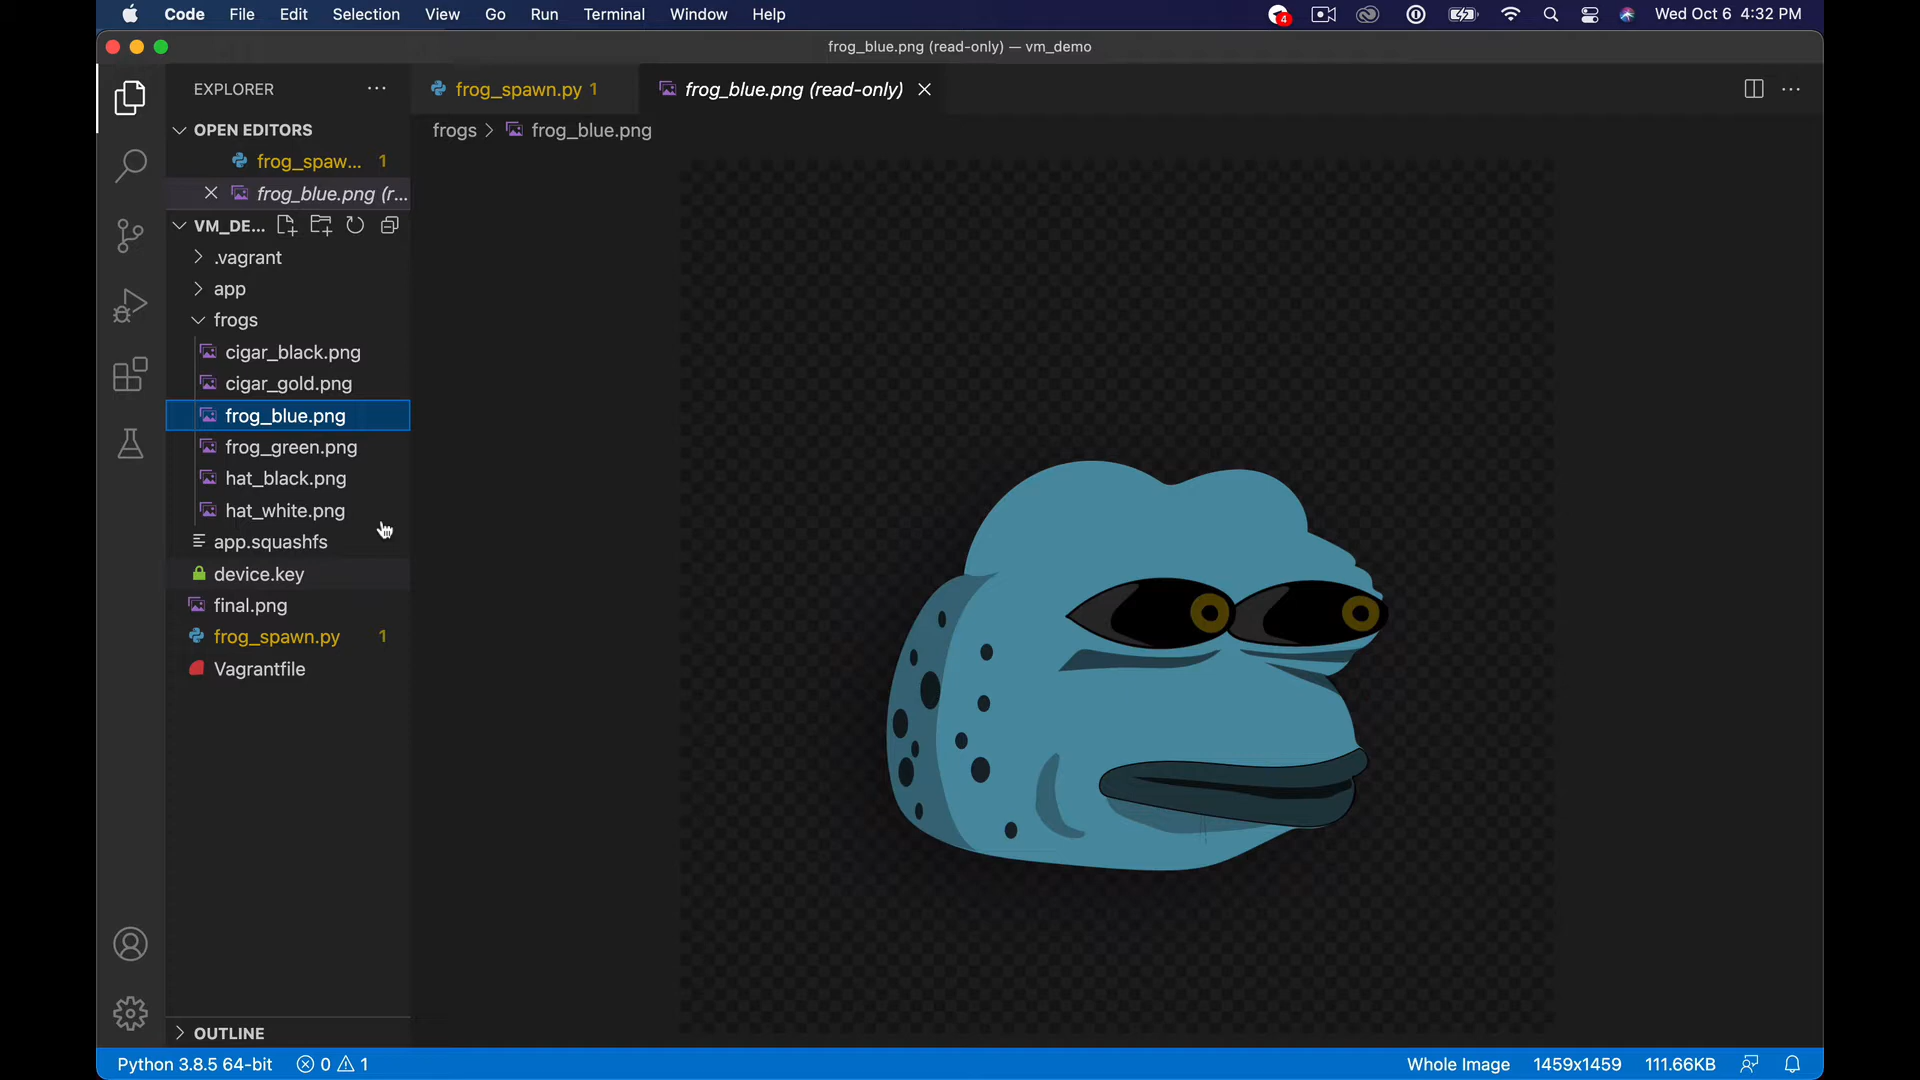 Code File Edit Selection View Go Run Terminal Window Help 4 Wed Oct 6 4:32 PM
frog_blue.png (read-only) — vm_demo
EXPLORER
frog_spawn.py 1 frog_blue.png (read-only)
OPEN EDITORS
frogs > frog_blue.png
frog_spaw... 1
frog_blue.png (r...
VM_DE...
.vagrant
app
frogs
cigar_black.png
cigar_gold.png
frog_blue.png
frog_green.png
hat_black.png
hat_white.png
app.squashfs
device.key
final.png
frog_spawn.py 1
Vagrantfile
OUTLINE
Python 3.8.5 64-bit 0 1 Whole Image 1459x1459 111.66KB